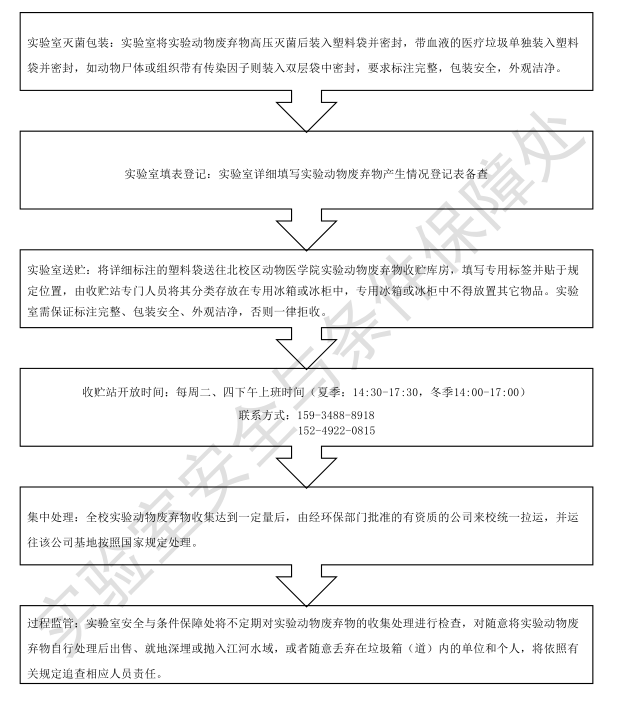 实验室灭菌包装：实验室将实验动物废弃物高压灭菌后装入塑料袋并密封，带血液的医疗垃圾单独装入塑料
袋并密封，如动物尸体或组织带有传染因子则装入双层袋中密封，要求标注完整，包装安全，外观洁净。
实验室填表登记：实验室详细填写实验动物废弃物产生情况登记表备查
实验室送贮：将详细标注的塑料袋送往北校区动物医学院实验动物废弃物收贮库房，填写专用标签并贴于规
定位置，由收贮站专门人员将其分类存放在专用冰箱或冰柜中，专用冰箱或冰柜中不得放置其它物品。实验
室需保证标注完整、包装安全、外观洁净，否则一律拒收。
收贮站开放时间：每周二、四下午上班时间（夏季：14:30-17:30，冬季14:00-17:00）
联系方式：159-3488-8918
152-4922-0815
集中处理：全校实验动物废弃物收集达到一定量后，由经环保部门批准的有资质的公司来校统一拉运，并运
往该公司基地按照国家规定处理。
过程监管：实验室安全与条件保障处将不定期对实验动物废弃物的收集处理进行检查，对随意将实验动物废
弃物自行处理后出售、就地深埋或抛入江河水域，或者随意丢弃在垃圾箱（道）内的单位和个人，将依照有
关规定追查相应人员责任。
实验室安全与条件保障处